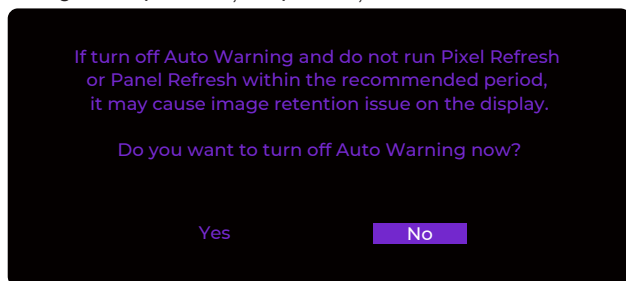 If turn off Auto Warning and do not run Pixel Refresh
or Panel Refresh within the recommended period,
it may cause image retention issue on the display.
Do you want to turn off Auto Warning now?
Yes No